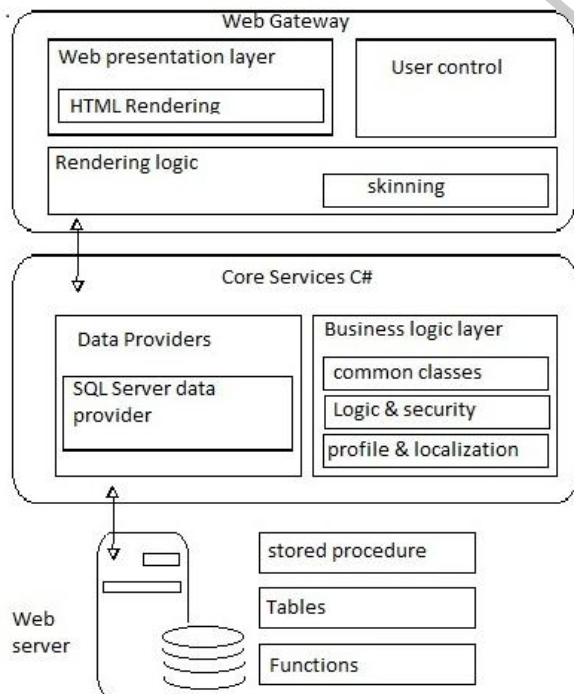 Web Gateway
Web presentation layer
HTML Rendering
User control
Rendering logic
skinning
Core Services C#
Data Providers
SQL Server data
provider
Business logic layer
common classes
Logic & security
profile & localization
Web
server
stored procedure
Tables
Functions